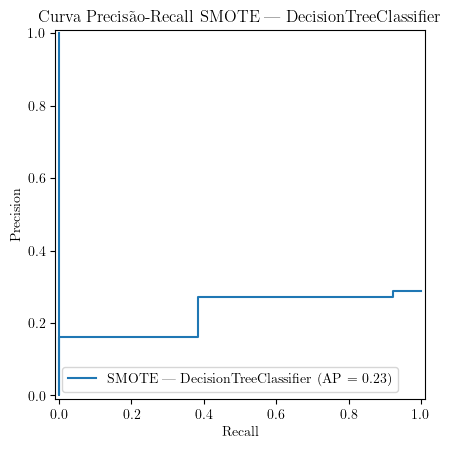 Curva Precisão-Recall SMOTE — DecisionTreeClassifier
1.0
0.8
0.6
0.4
0.2
0.0
Precision
SMOTE — DecisionTreeClassifier (AP = 0.23)
0.0 0.2 0.4 0.6 0.8 1.0
Recall